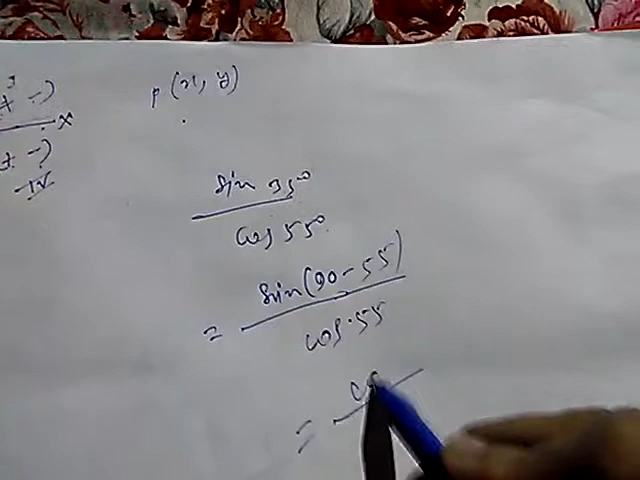 P(x, y)
sin 35°
cos 55°
= sin(90-55)
cos 55
=